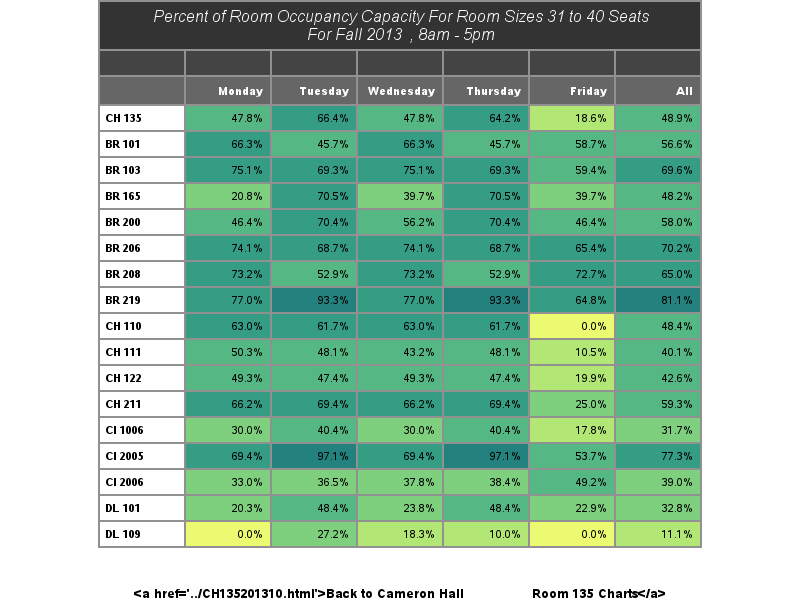 Percent of Room Occupancy Capacity For Room Sizes 31 to 40 Seats
For Fall 2013 , 8am - 5pm
Monday Tuesday Wednesday Thursday Friday All
CH 135 47.8% 66.4% 47.8% 64.2% 18.6% 48.9%
BR 101 66.3% 45.7% 66.3% 45.7% 58.7% 56.6%
BR 103 75.1% 69.3% 75.1% 69.3% 59.4% 69.6%
BR 165 20.8% 70.5% 39.7% 70.5% 39.7% 48.2%
BR 200 46.4% 70.4% 56.2% 70.4% 46.4% 58.0%
BR 206 74.1% 68.7% 74.1% 68.7% 65.4% 70.2%
BR 208 73.2% 52.9% 73.2% 52.9% 72.7% 65.0%
BR 219 77.0% 93.3% 77.0% 93.3% 64.8% 81.1%
CH 110 63.0% 61.7% 63.0% 61.7% 0.0% 48.4%
CH 111 50.3% 48.1% 43.2% 48.1% 10.5% 40.1%
CH 122 49.3% 47.4% 49.3% 47.4% 19.9% 42.6%
CH 211 66.2% 69.4% 66.2% 69.4% 25.0% 59.3%
CI 1006 30.0% 40.4% 30.0% 40.4% 17.8% 31.7%
CI 2005 69.4% 97.1% 69.4% 97.1% 53.7% 77.3%
CI 2006 33.0% 36.5% 37.8% 38.4% 49.2% 39.0%
DL 101 20.3% 48.4% 23.8% 48.4% 22.9% 32.8%
DL 109 0.0% 27.2% 18.3% 10.0% 0.0% 11.1%
<a href='../CH135201310.html'>Back to Cameron Hall Room 135 Charts</a>